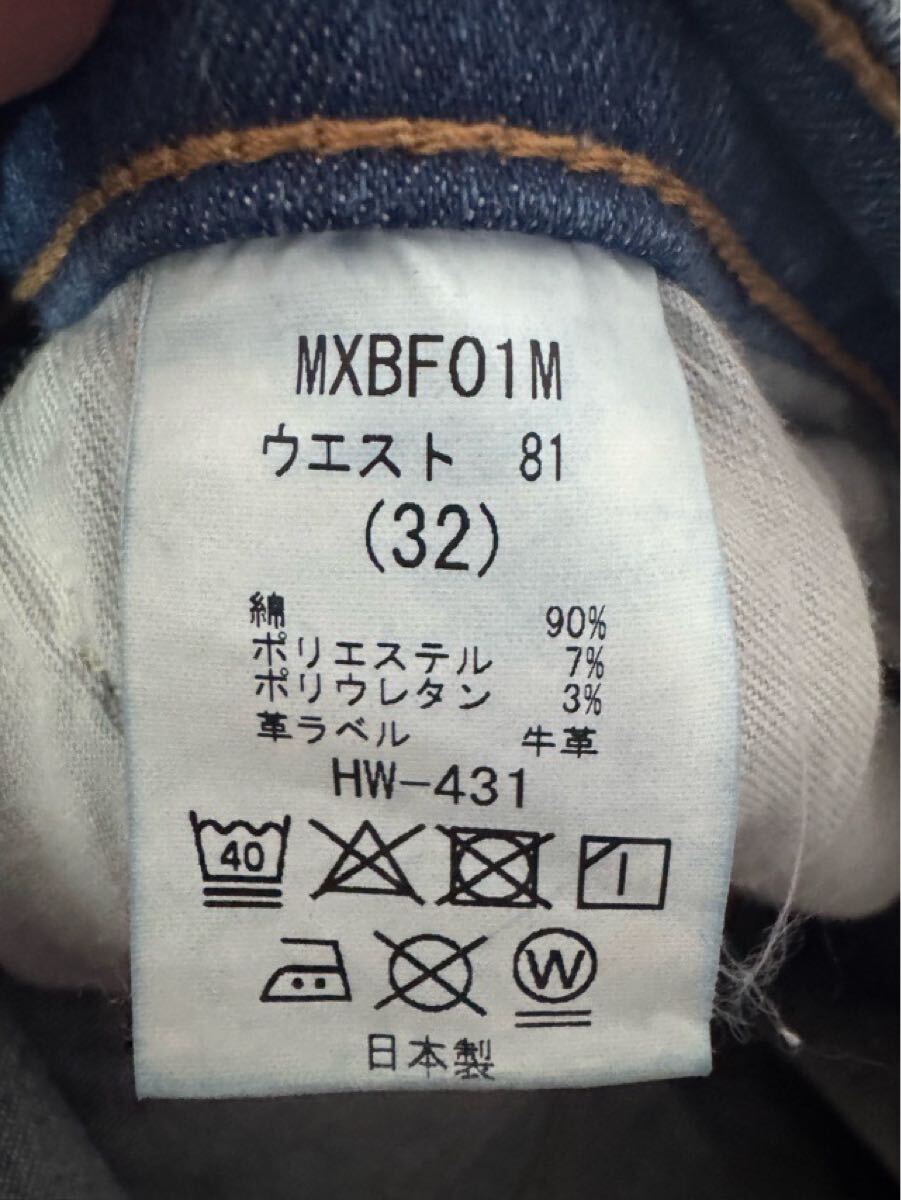 MXBF01M
ウエスト 81
(32)
綿 90%
ポリエステル 7%
ポリウレタン 3%
革ラベル 牛革
HW-431
40
W
日本製